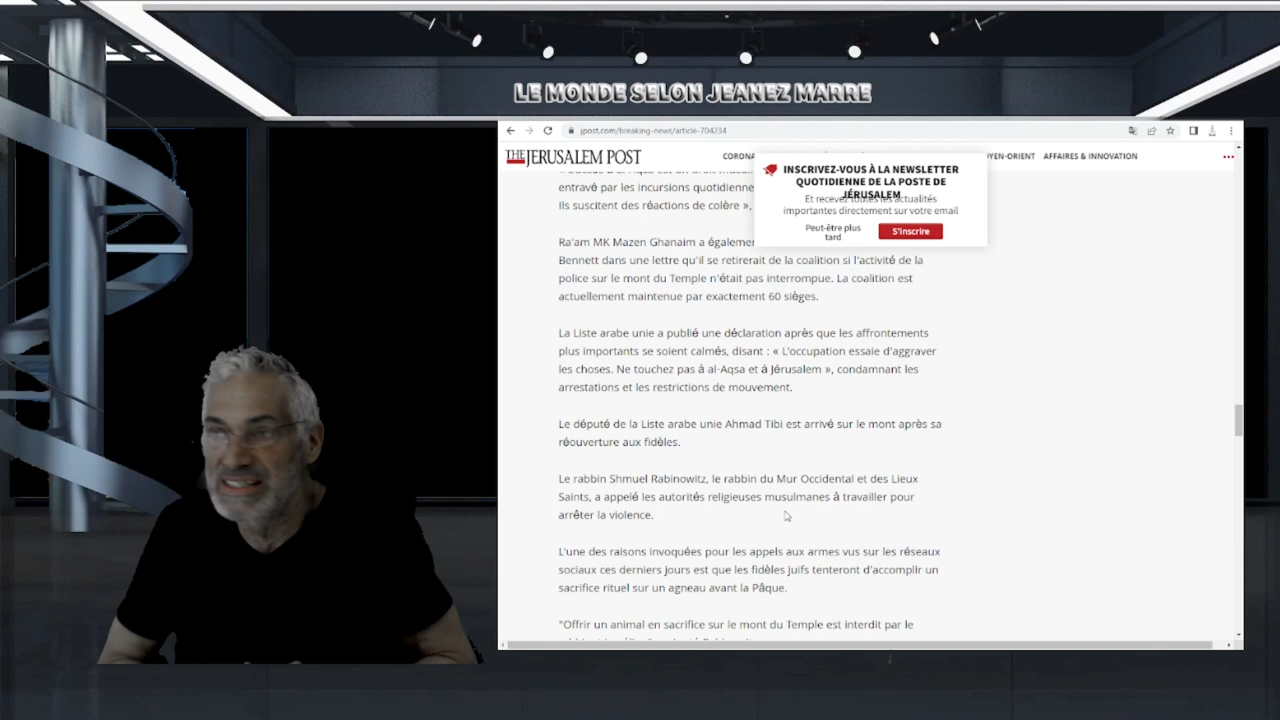 LE MONDE SELON JEANEZ MARRE
jpost.com/breaking-news/article-704234
THE JERUSALEM POST
CORONA
OYEN-ORIENT AFFAIRES & INNOVATION
INSCRIVEZ-VOUS À LA NEWSLETTER
QUOTIDIENNE DE LA POSTE DE
JÉRUSALEM
Et recevez toutes les actualités
importantes directement sur votre email
Peut-être plus
tard
S'inscrire
entravé par les incursions quotidienne
Ils suscitent des réactions de colère »,
Ra'am MK Mazen Ghanaim a égalemen
Bennett dans une lettre qu'il se retirerait de la coalition si l'activité de la
police sur le mont du Temple n'était pas interrompue. La coalition est
actuellement maintenue par exactement 60 sièges.
La Liste arabe unie a publié une déclaration après que les affrontements
plus importants se soient calmés, disant : « L'occupation essaie d'aggraver
les choses. Ne touchez pas à al-Aqsa et à Jérusalem », condamnant les
arrestations et les restrictions de mouvement.
Le député de la Liste arabe unie Ahmad Tibi est arrivé sur le mont après sa
réouverture aux fidèles.
Le rabbin Shmuel Rabinowitz, le rabbin du Mur Occidental et des Lieux
Saints, a appelé les autorités religieuses musulmanes à travailler pour
arrêter la violence.
L'une des raisons invoquées pour les appels aux armes vus sur les réseaux
sociaux ces derniers jours est que les fidèles juifs tenteront d'accomplir un
sacrifice rituel sur un agneau avant la Pâque.
"Offrir un animal en sacrifice sur le mont du Temple est interdit par le